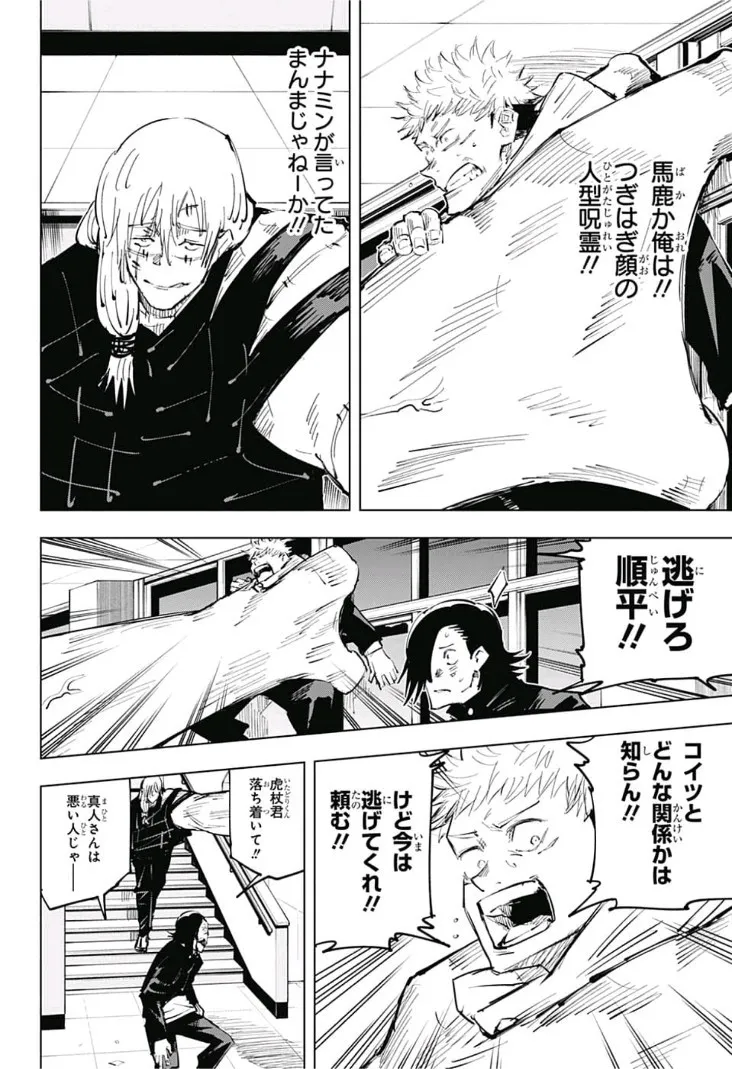 馬鹿か俺は!!
つぎはぎ顔の
人型呪霊!!
ナナミンが言ってた
まんまじゃねーか!!
逃げろ
順平!!
コイツと
どんな関係かは
知らん!!
けど今は
逃げてくれ
頼む!!
虎杖君
落ち着いて!!
真人さんは
悪い人じゃ
──